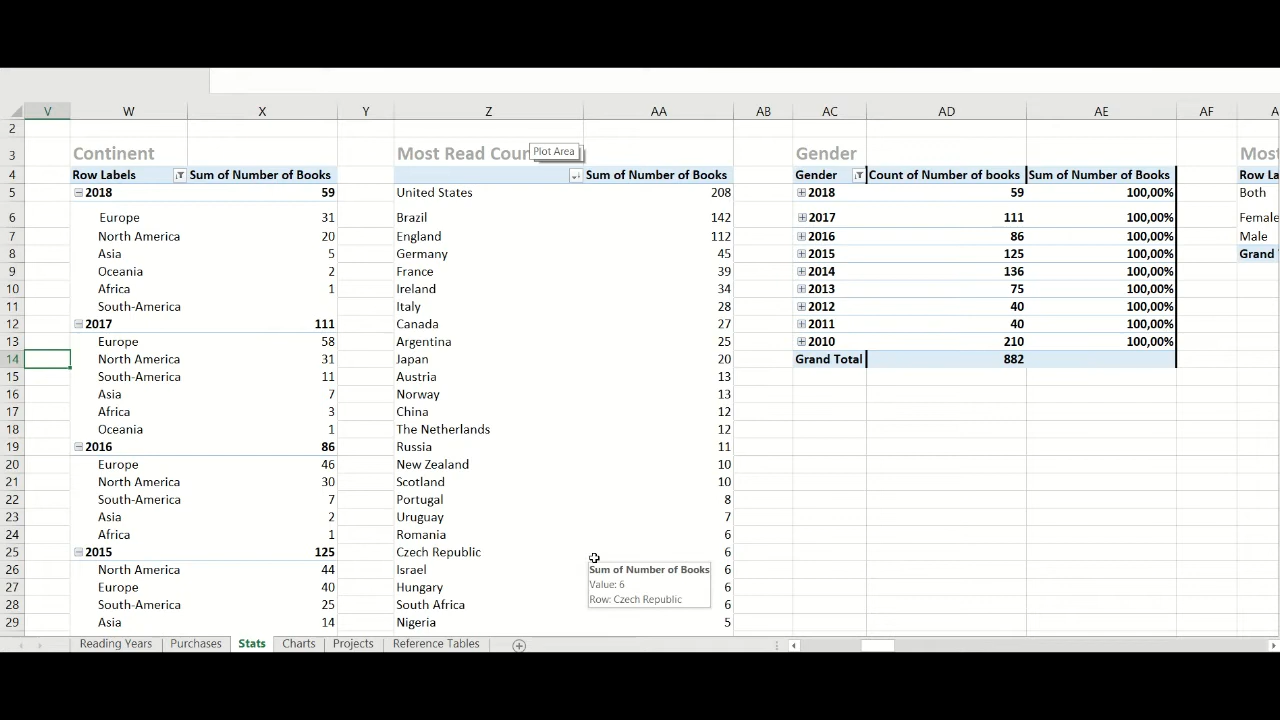 V W X Y Z AA AB AC AD AE AF A
2
3 Continent Most Read Cour Plot Area Gender Most
4 Row Labels Sum of Number of Books Sum of Number of Books Gender Count of Number of books Sum of Number of Books Row La
5 2018 59 United States 208 2018 59 100,00% Both
6 Europe 31 Brazil 142 2017 111 100,00% Female
7 North America 20 England 112 2016 86 100,00% Male
8 Asia 5 Germany 45 2015 125 100,00% Grand T
9 Oceania 2 France 39 2014 136 100,00%
10 Africa 1 Ireland 34 2013 75 100,00%
11 South-America Italy 28 2012 40 100,00%
12 2017 111 Canada 27 2011 40 100,00%
13 Europe 58 Argentina 25 2010 210 100,00%
14 North America 31 Japan 20 Grand Total 882
15 South-America 11 Austria 13
16 Asia 7 Norway 13
17 Africa 3 China 12
18 Oceania 1 The Netherlands 12
19 2016 86 Russia 11
20 Europe 46 New Zealand 10
21 North America 30 Scotland 10
22 South-America 7 Portugal 8
23 Asia 2 Uruguay 7
24 Africa 1 Romania 6
25 2015 125 Czech Republic 6
26 North America 44 Israel Sum of Number of Books 6
27 Europe 40 Hungary Value: 6 6
28 South-America 25 South Africa Row: Czech Republic 6
29 Asia 14 Nigeria 5
Reading Years Purchases Stats Charts Projects Reference Tables